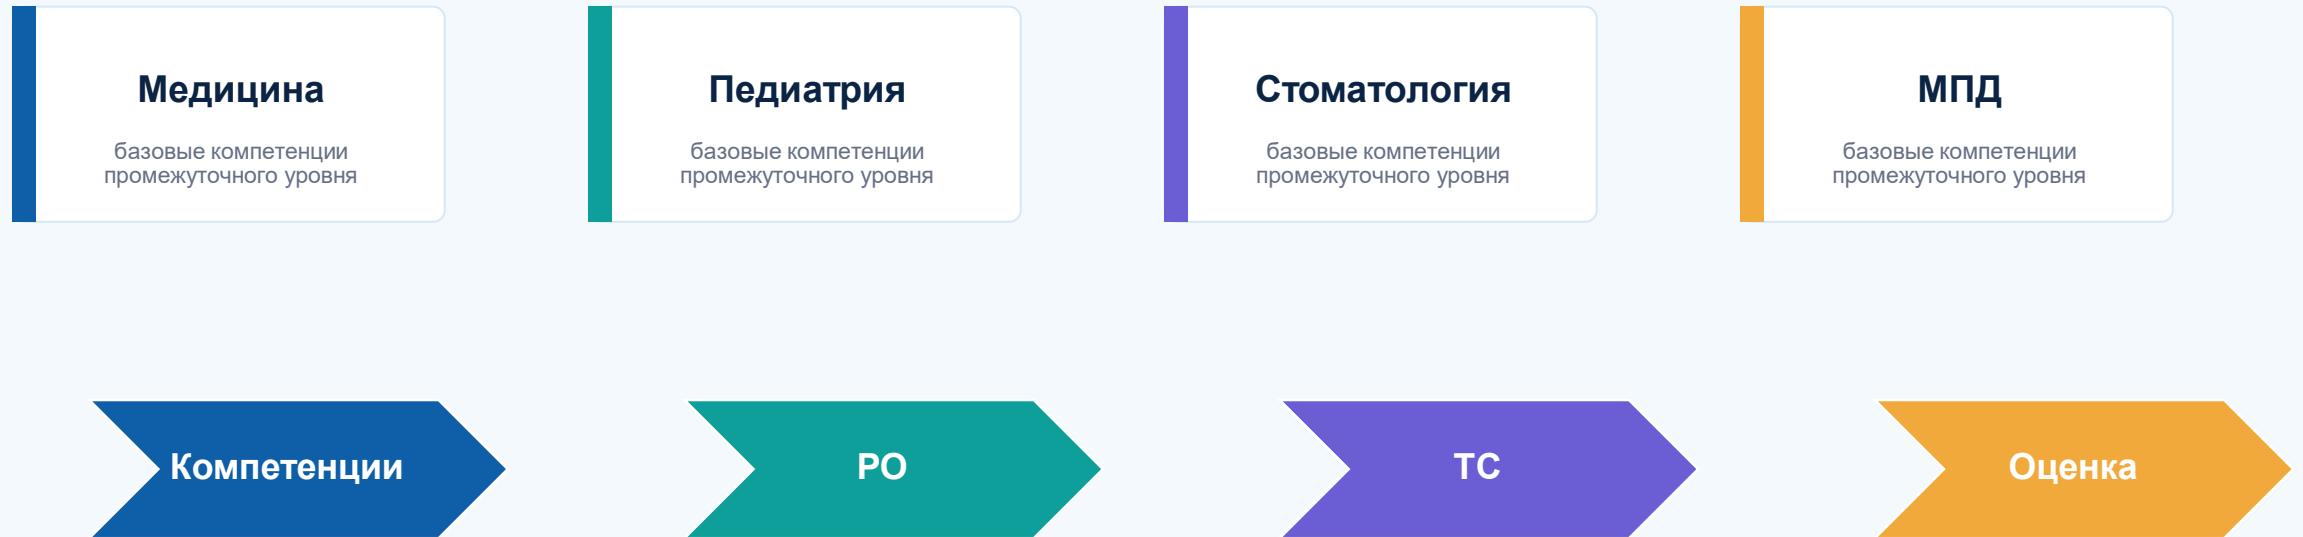 Медицина
базовые компетенции
промежуточного уровня
Педиатрия
базовые компетенции
промежуточного уровня
Стоматология
базовые компетенции
промежуточного уровня
МПД
базовые компетенции
промежуточного уровня
Компетенции
РО
ТС
Оценка